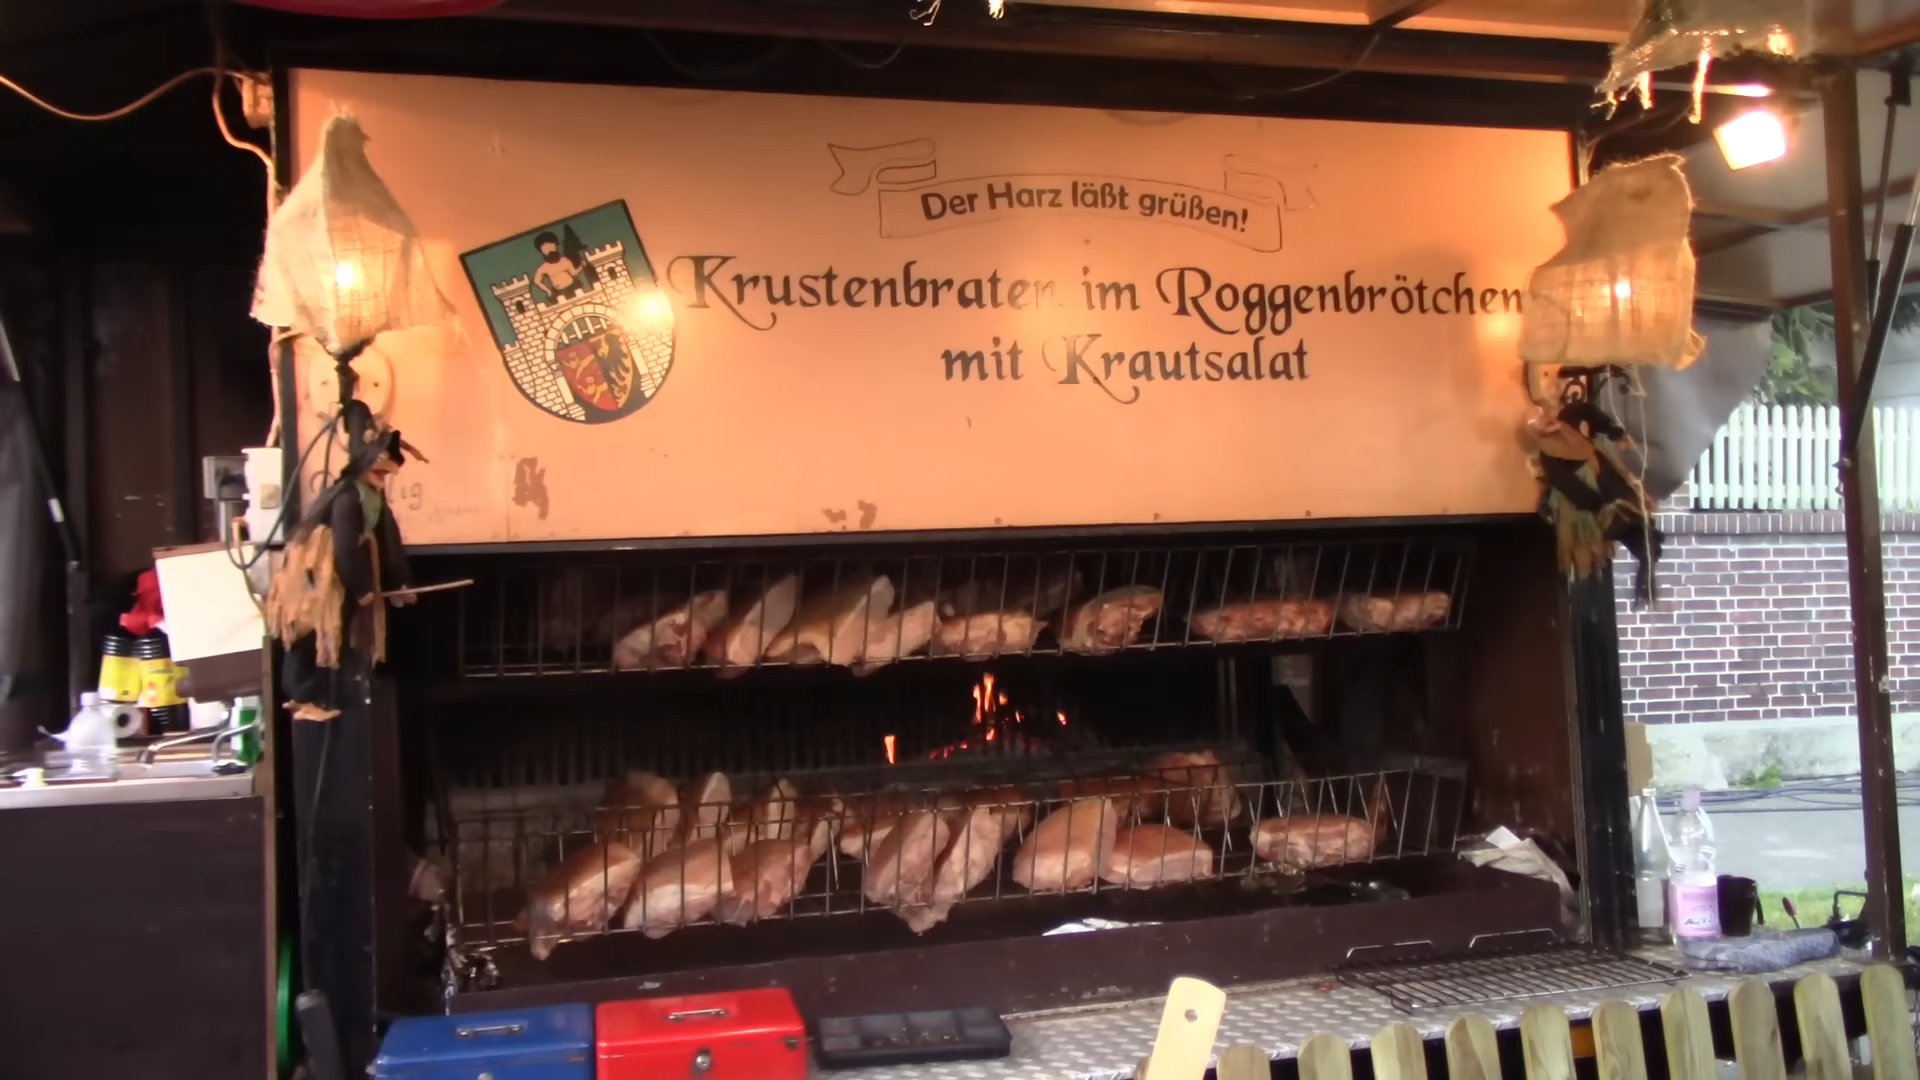 Der Harz läßt grüßen!
Krustenbraten im Roggenbrötchen
mit Krautsalat